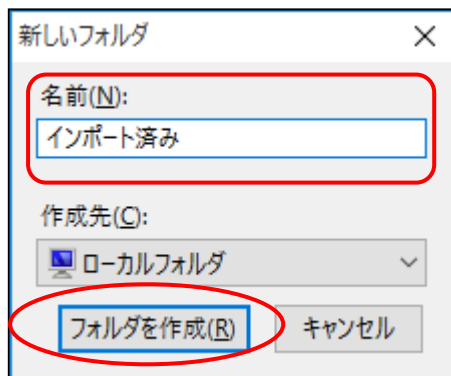 新しいフォルダ
名前(N):
インポート済み
作成先(C):
ローカルフォルダ
フォルダを作成(R) キャンセル